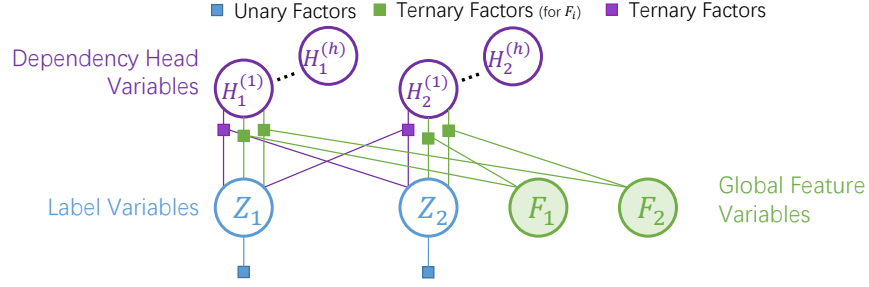 Unary Factors
Ternary Factors (for F_i)
Ternary Factors
Dependency Head
Variables
H_1^{(1)}
H_1^{(h)}
H_2^{(1)}
H_2^{(h)}
Label Variables
Z_1
Z_2
F_1
F_2
Global Feature
Variables